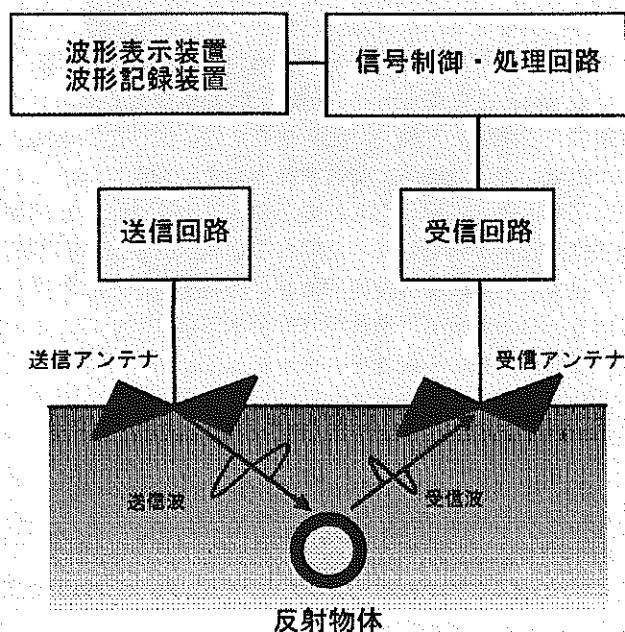 波形表示装置
波形記録装置
信号制御・処理回路
送信回路
受信回路
送信アンテナ
受信アンテナ
送信波
受信波
反射物体